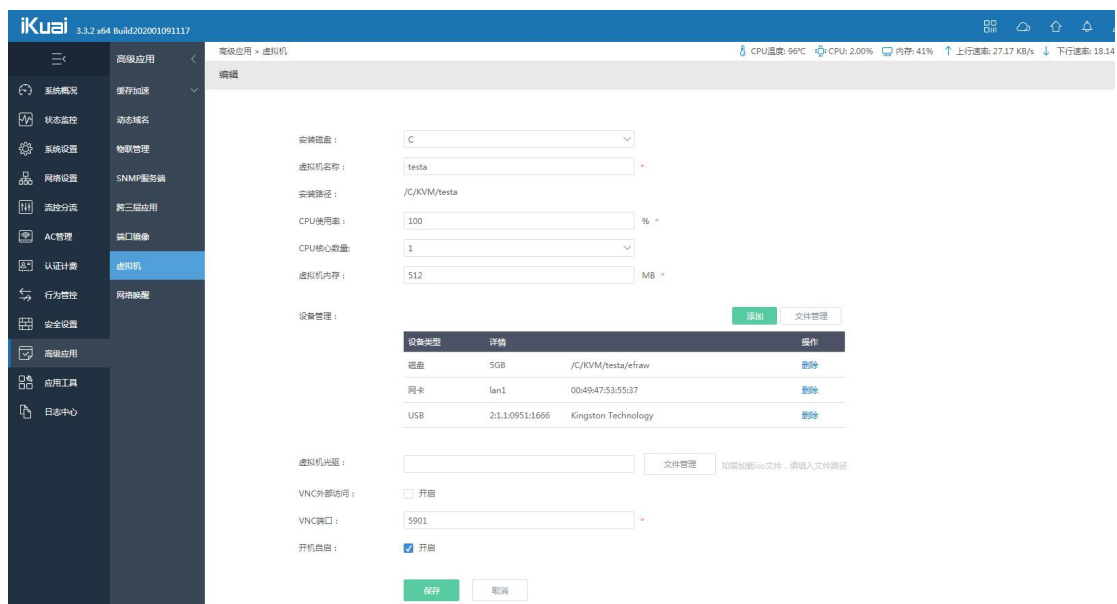 iKuai 3.3.2 x64 Build202001091117
高级应用 > 虚拟机
CPU温度: 96℃ CPU: 2.00% 内存: 41% 上行速率: 27.17 KB/s 下行速率: 18.14
编辑
系统概况
状态监控
系统设置
网络设置
流控分流
AC管理
认证计费
行为管控
安全设置
高级应用
应用工具
日志中心
高级应用
缓存加速
动态域名
物联管理
SNMP服务端
跨三层应用
端口镜像
虚拟机
网络唤醒
安装磁盘： C
虚拟机名称： testa *
安装路径： /C/KVM/testa
CPU使用率： 100 % *
CPU核心数量: 1
虚拟机内存： 512 MB *
设备管理： 添加 文件管理
设备类型 详情 操作
磁盘 5GB /C/KVM/testa/efraw 删除
网卡 lan1 00:49:47:53:55:37 删除
USB 2:1.1:0951:1666 Kingston Technology 删除
虚拟机光驱： 文件管理 如需加载iso文件，请填入文件路径
VNC外部访问： 开启
VNC端口： 5901 *
开机自启： 开启
保存 取消